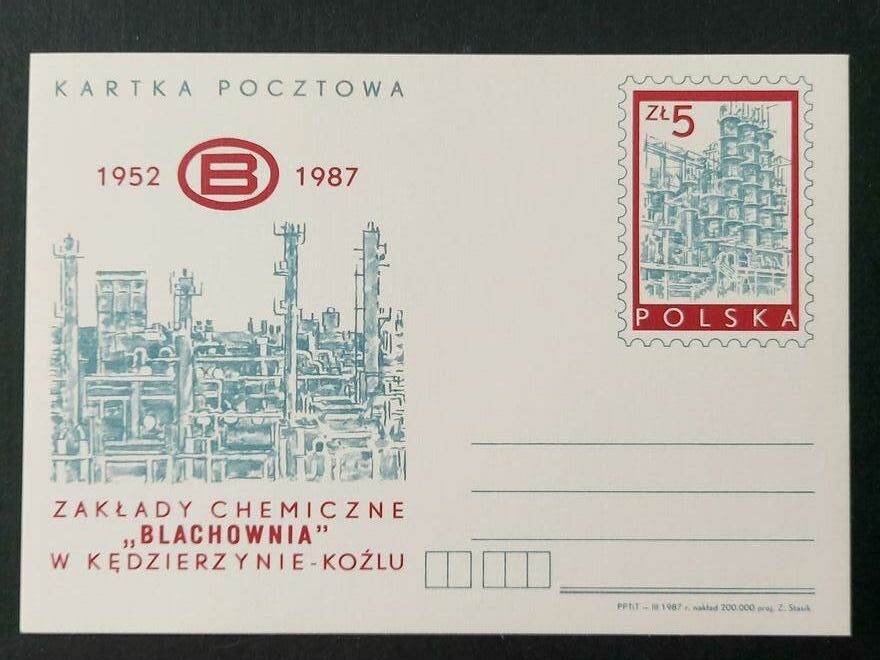 KARTKA POCZTOWA
1952 B 1987
ZŁ 5
POLSKA
ZAKŁADY CHEMICZNE
„BLACHOWNIA”
W KĘDZIERZYNIE-KOŹLU
PPTiT – III 1987 r. nakład 200.000 proj. Z. Stasik